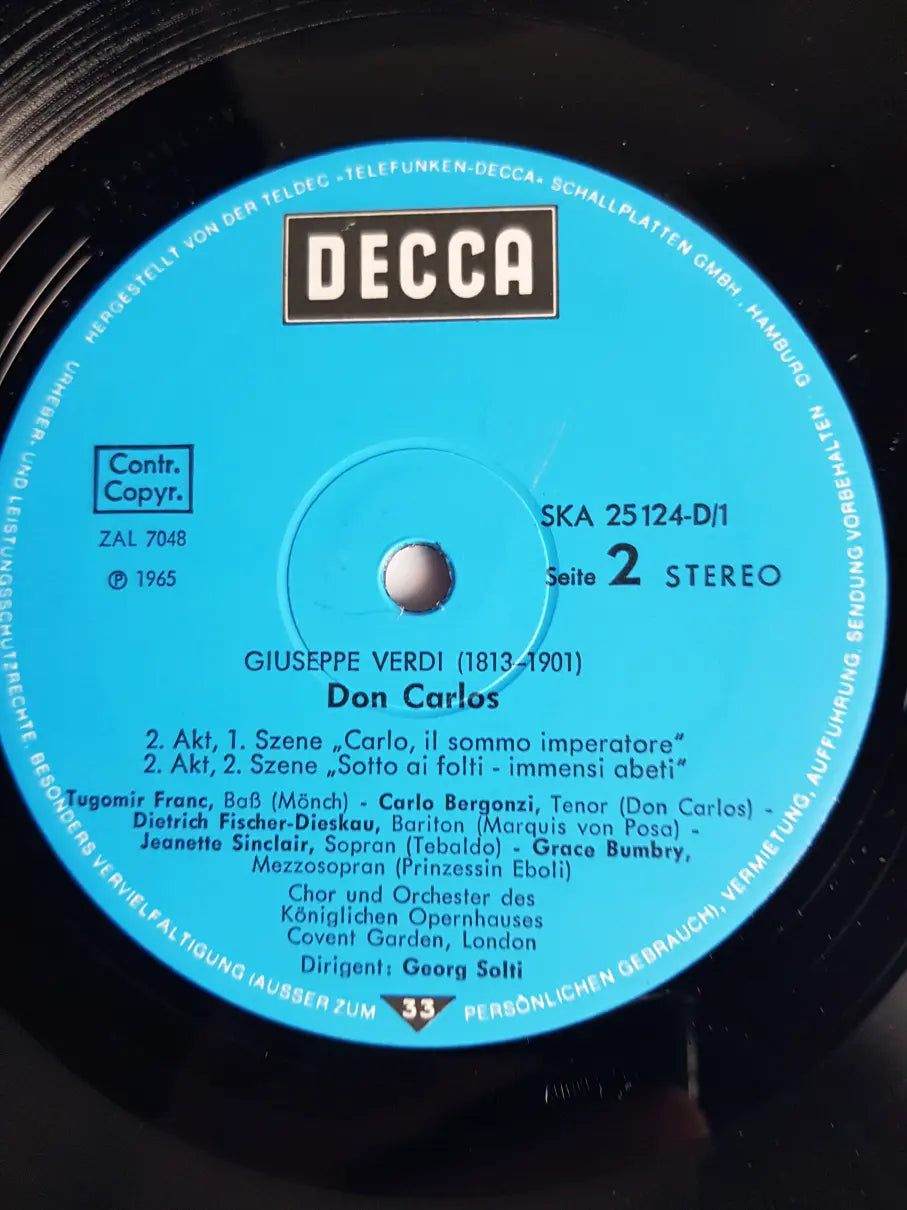 HERGESTELLT VON DER TELDEC »TELEFUNKEN-DECCA« SCHALLPLATTEN GMBH. HAMBURG
DECCA
Contr.
Copyr.
ZAL 7048
℗ 1965
SKA 25124-D/1
Seite 2 STEREO
GIUSEPPE VERDI (1813-1901)
Don Carlos
2. Akt, 1. Szene „Carlo, il sommo imperatore"
2. Akt, 2. Szene „Sotto ai folti - immensi abeti"
Tugomir Franc, Baß (Mönch) - Carlo Bergonzi, Tenor (Don Carlos) -
Dietrich Fischer-Dieskau, Bariton (Marquis von Posa) -
Jeanette Sinclair, Sopran (Tebaldo) - Grace Bumbry,
Mezzosopran (Prinzessin Eboli)
Chor und Orchester des
Königlichen Opernhauses
Covent Garden, London
Dirigent: Georg Solti
33
URHEBER- UND LEISTUNGSSCHUTZRECHTE, BESONDERS VERVIELFÄLTIGUNG (AUSSER ZUM PERSÖNLICHEN GEBRAUCH), VERMIETUNG, AUFFÜHRUNG, SENDUNG VORBEHALTEN